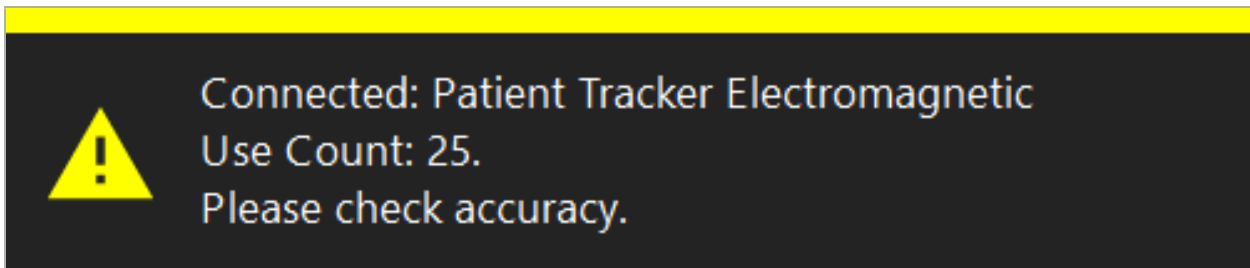 Connected: Patient Tracker Electromagnetic
Use Count: 25.
Please check accuracy.